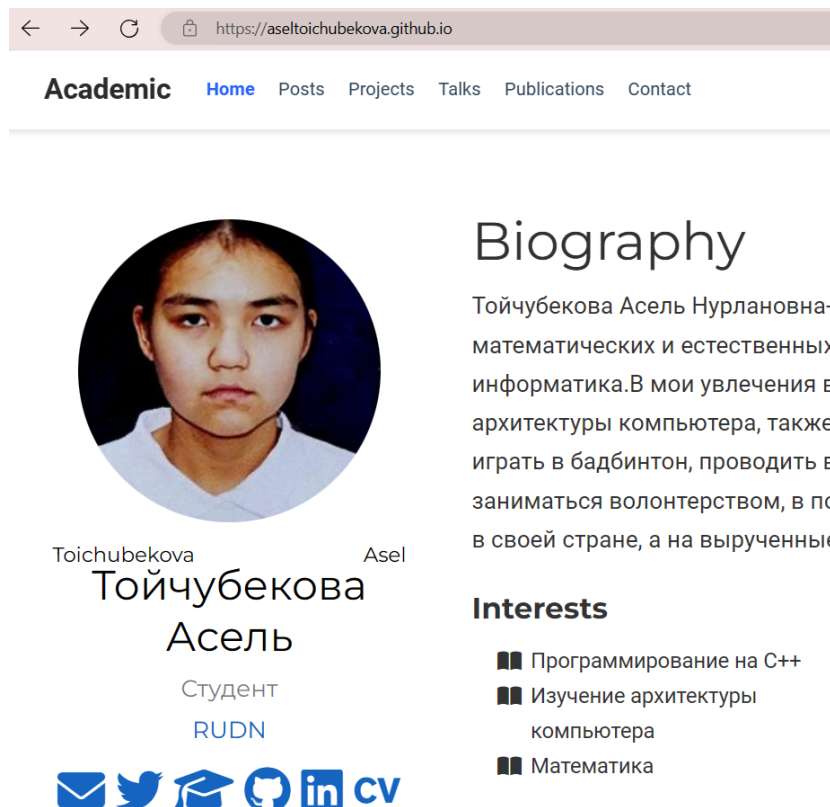 https://aseltoichubekova.github.io
Academic Home Posts Projects Talks Publications Contact
Biography
Тойчубекова Асель Нурлановна-
математических и естественных
информатика.В мои увлечения в
архитектуры компьютера, также
играть в бадбинтон, проводить в
заниматься волонтерством, в по
в своей стране, а на вырученные
Toichubekova Asel
Тойчубекова
Асель
Студент
RUDN
CV
Interests
Программирование на C++
Изучение архитектуры
компьютера
Математика